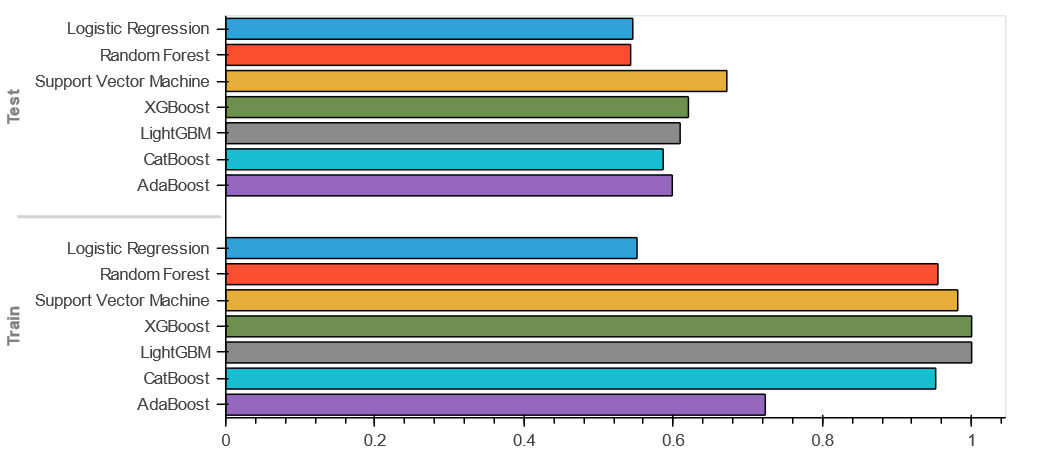 Test
Logistic Regression
Random Forest
Support Vector Machine
XGBoost
LightGBM
CatBoost
AdaBoost
Train
Logistic Regression
Random Forest
Support Vector Machine
XGBoost
LightGBM
CatBoost
AdaBoost
0 0.2 0.4 0.6 0.8 1